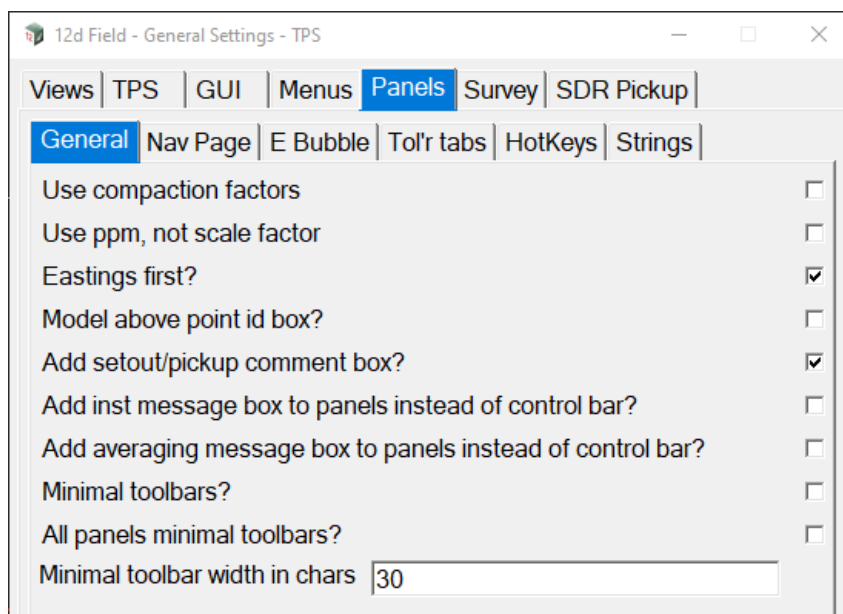 12d Field - General Settings - TPS
Views TPS GUI Menus Panels Survey SDR Pickup
General Nav Page E Bubble Tol'r tabs HotKeys Strings
Use compaction factors
Use ppm, not scale factor
Eastings first?
Model above point id box?
Add setout/pickup comment box?
Add inst message box to panels instead of control bar?
Add averaging message box to panels instead of control bar?
Minimal toolbars?
All panels minimal toolbars?
Minimal toolbar width in chars 30